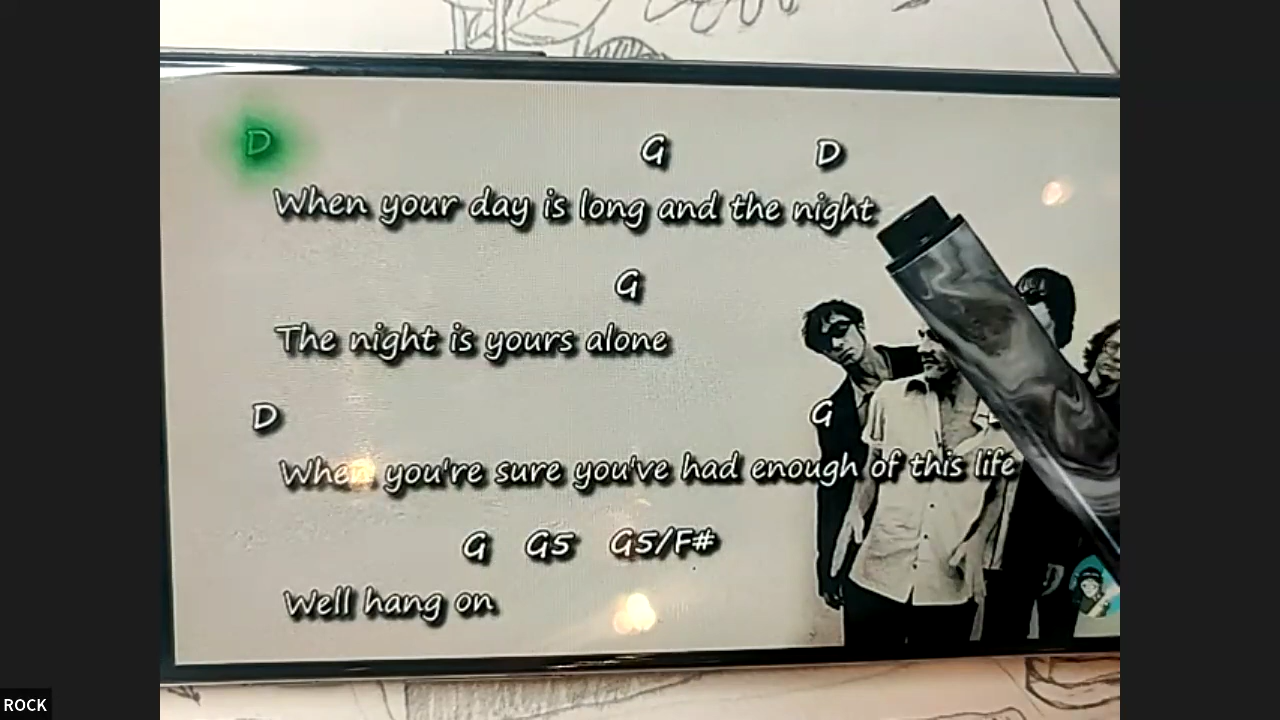 D G D
When your day is long and the night
G
The night is yours alone
D G
When you're sure you've had enough of this life
G G5 G5/F#
Well hang on
ROCK